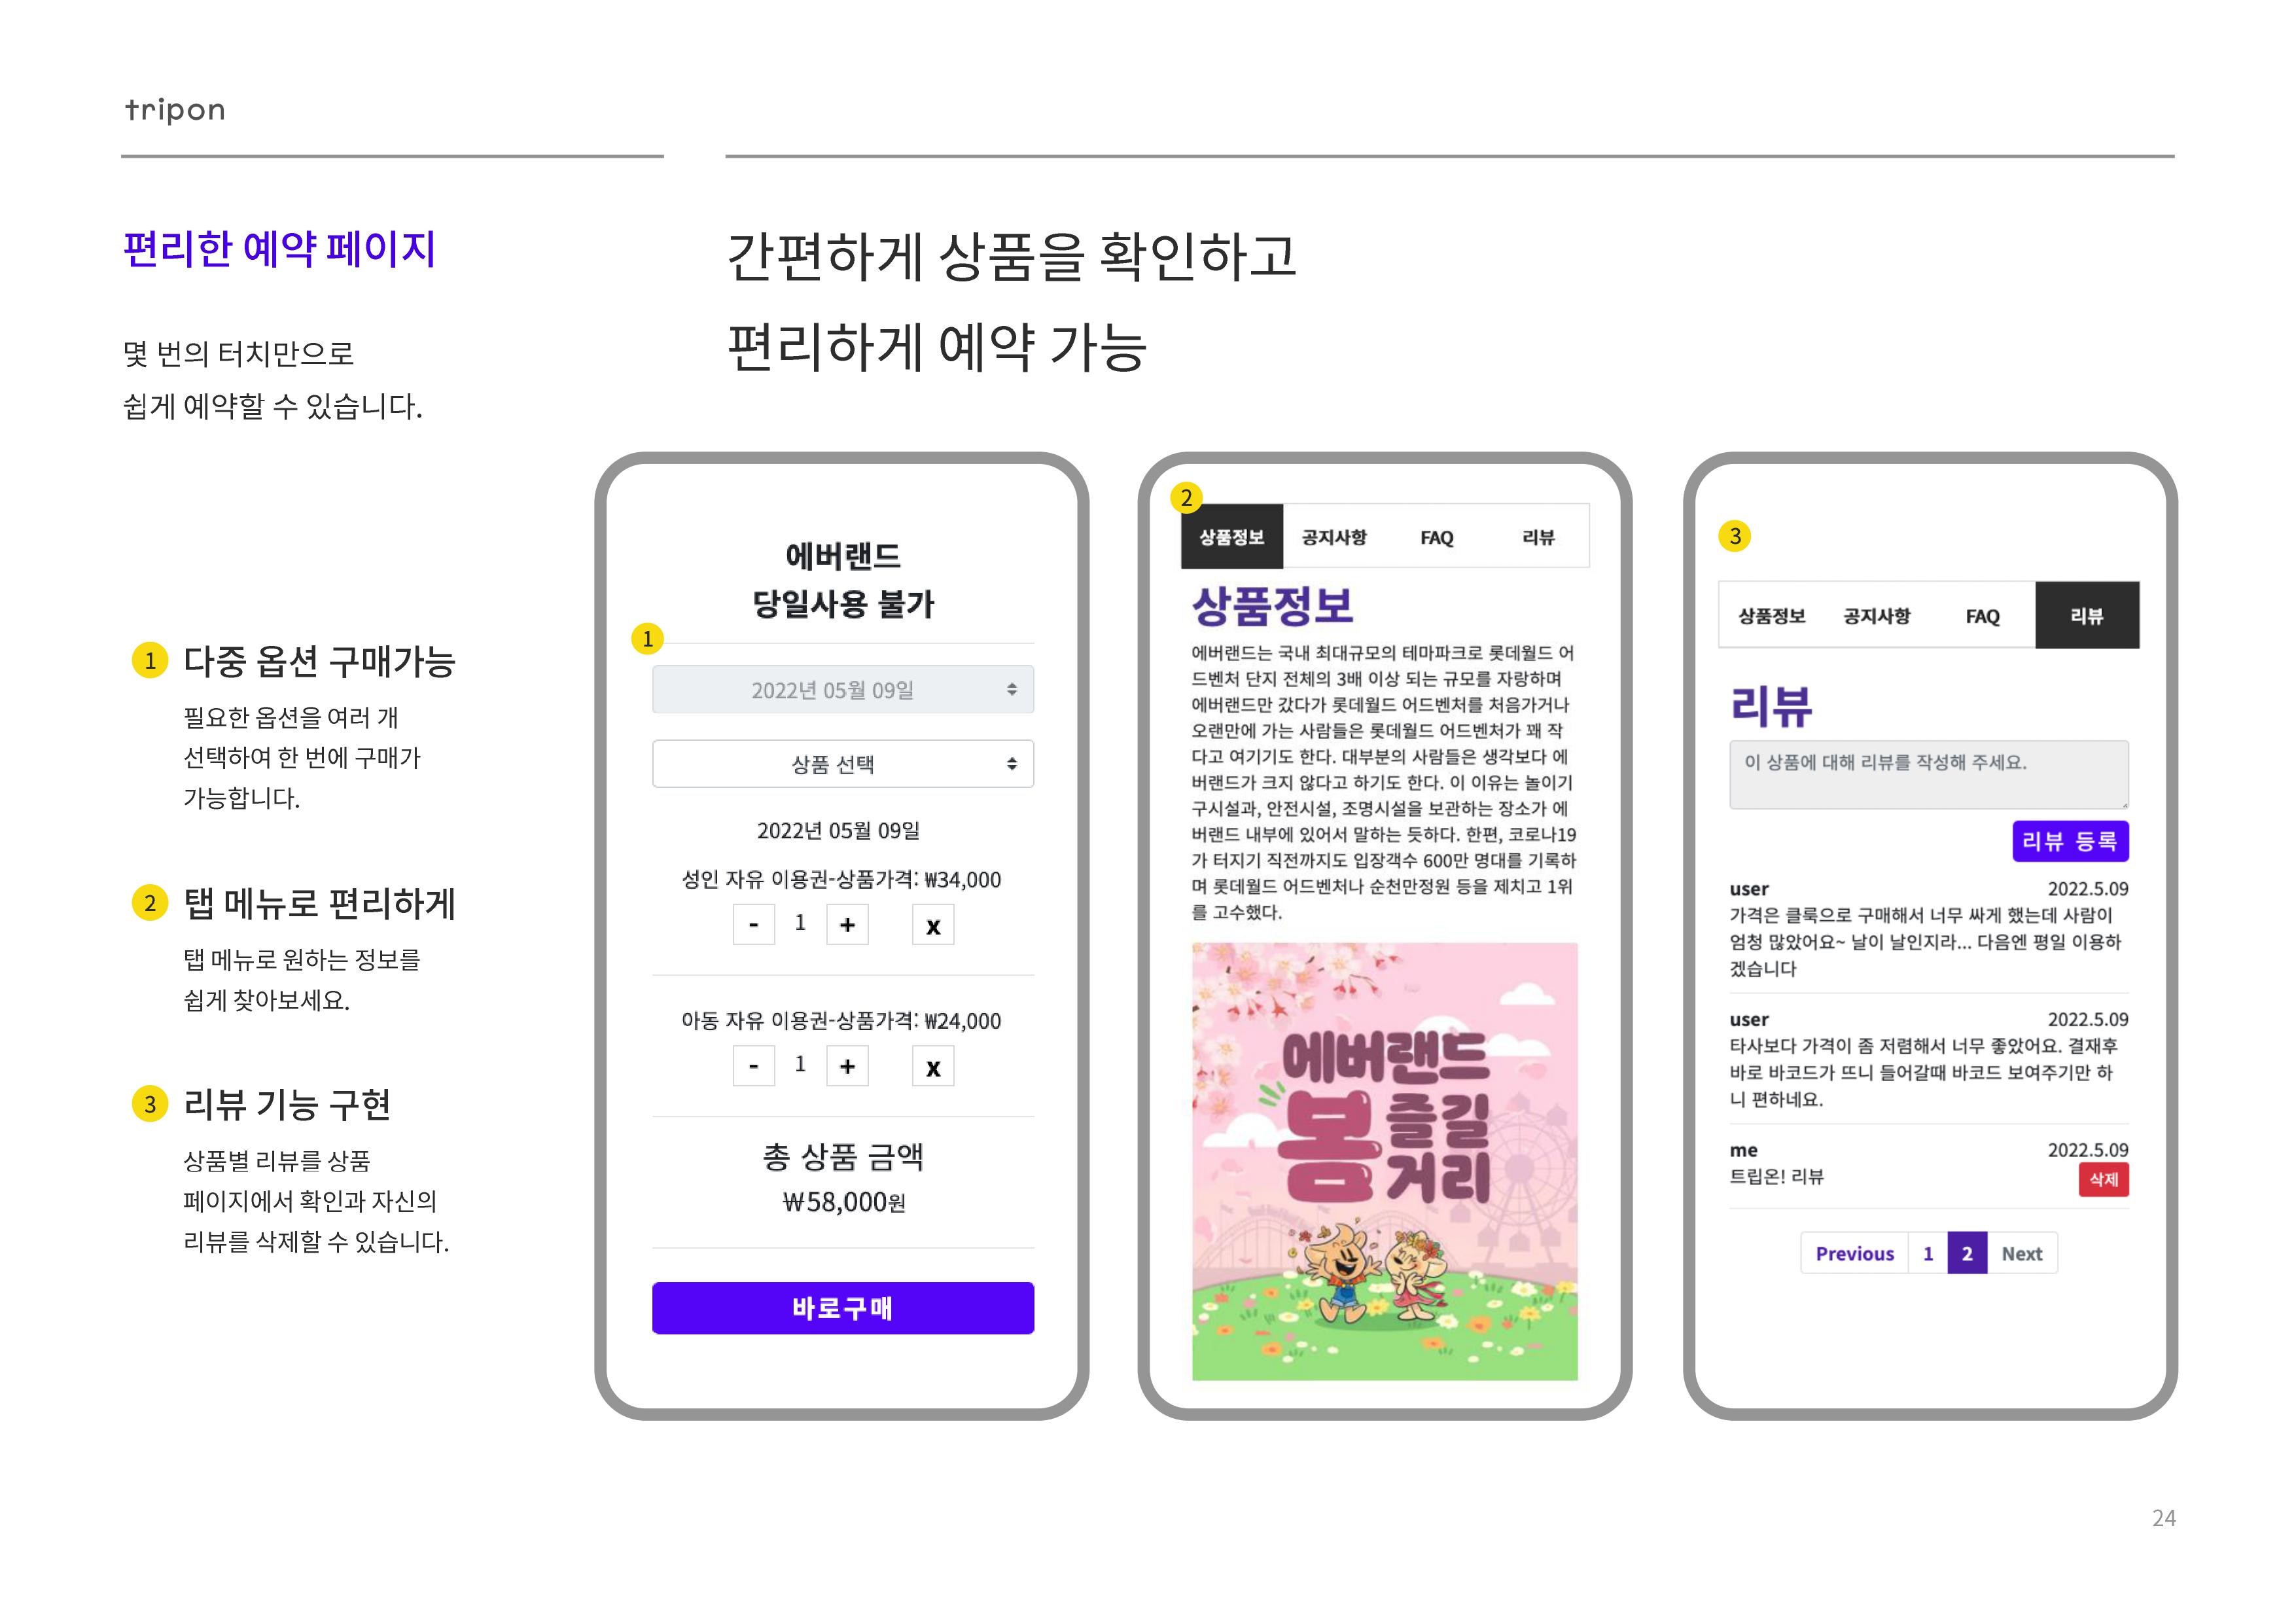 tripon
편리한 예약 페이지
몇 번의 터치만으로
쉽게 예약할 수 있습니다.
간편하게 상품을 확인하고
편리하게 예약 가능
1 다중 옵션 구매가능
필요한 옵션을 여러 개
선택하여 한 번에 구매가
가능합니다.
2 탭 메뉴로 편리하게
탭 메뉴로 원하는 정보를
쉽게 찾아보세요.
3 리뷰 기능 구현
상품별 리뷰를 상품
페이지에서 확인과 자신의
리뷰를 삭제할 수 있습니다.
에버랜드
당일사용 불가
1
2022년 05월 09일
상품 선택
2022년 05월 09일
성인 자유 이용권-상품가격: ₩34,000
- 1 + x
아동 자유 이용권-상품가격: ₩24,000
- 1 + x
총 상품 금액
₩58,000원
바로구매
2
상품정보 공지사항 FAQ 리뷰
상품정보
에버랜드는 국내 최대규모의 테마파크로 롯데월드 어
드벤처 단지 전체의 3배 이상 되는 규모를 자랑하며
에버랜드만 갔다가 롯데월드 어드벤처를 처음가거나
오랜만에 가는 사람들은 롯데월드 어드벤처가 꽤 작
다고 여기기도 한다. 대부분의 사람들은 생각보다 에
버랜드가 크지 않다고 하기도 한다. 이 이유는 놀이기
구시설과, 안전시설, 조명시설을 보관하는 장소가 에
버랜드 내부에 있어서 말하는 듯하다. 한편, 코로나19
가 터지기 직전까지도 입장객수 600만 명대를 기록하
며 롯데월드 어드벤처나 순천만정원 등을 제치고 1위
를 고수했다.
에버랜드
봄 즐길
거리
3
상품정보 공지사항 FAQ 리뷰
리뷰
이 상품에 대해 리뷰를 작성해 주세요.
리뷰 등록
user 2022.5.09
가격은 클룩으로 구매해서 너무 싸게 했는데 사람이
엄청 많았어요~ 날이 날인지라... 다음엔 평일 이용하
겠습니다
user 2022.5.09
타사보다 가격이 좀 저렴해서 너무 좋았어요. 결재후
바로 바코드가 뜨니 들어갈때 바코드 보여주기만 하
니 편하네요.
me 2022.5.09
트립온! 리뷰 삭제
Previous 1 2 Next
24